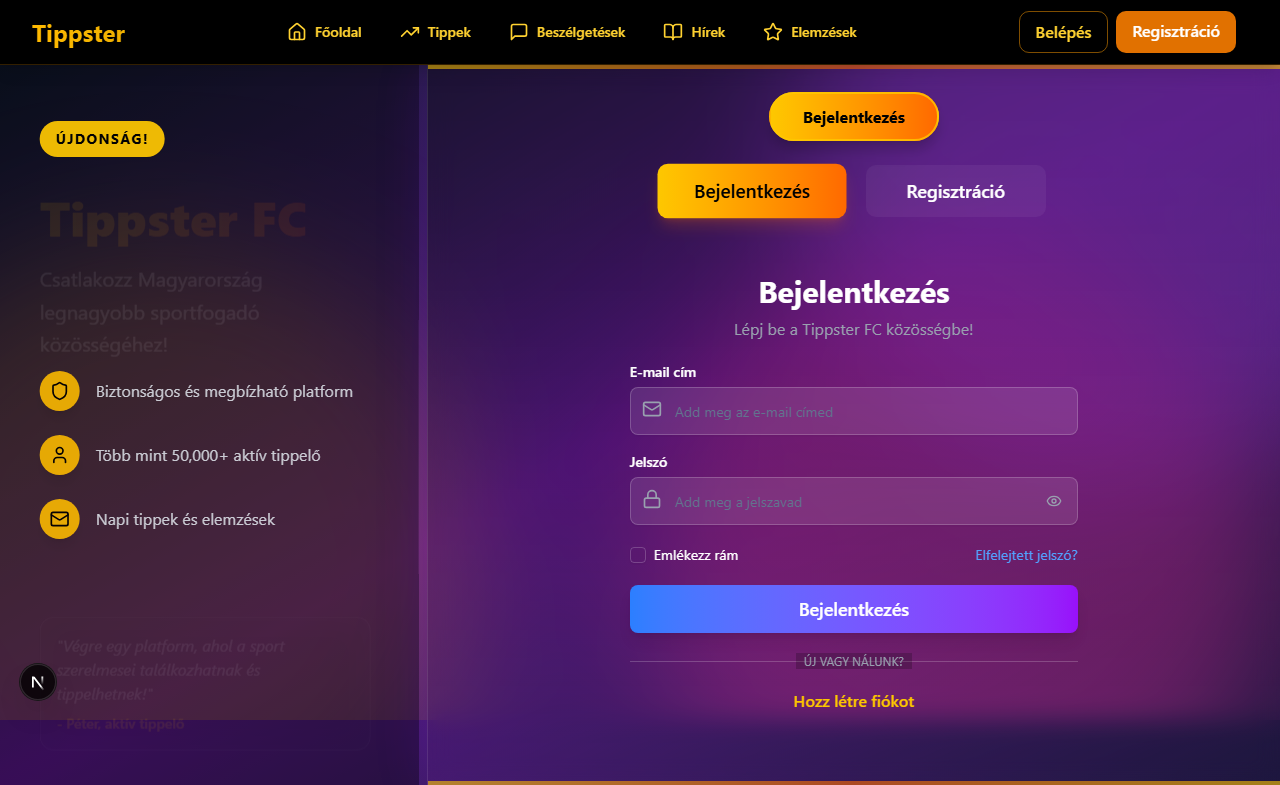 Tippster
Főoldal
Tippek
Beszélgetések
Hírek
Elemzések
Belépés
Regisztráció
ÚJDONSÁG!
Tippster FC
Csatlakozz Magyarország
legnagyobb sportfogadó
közösségéhez!
Biztonságos és megbízható platform
Több mint 50,000+ aktív tippelő
Napi tippek és elemzések
"Végre egy platform, ahol a sport
szerelmesei találkozhatnak és
tippelhetnek!"
- Péter, aktív tippelő
N
Bejelentkezés
Bejelentkezés
Regisztráció
Bejelentkezés
Lépj be a Tippster FC közösségbe!
E-mail cím
Add meg az e-mail címed
Jelszó
Add meg a jelszavad
Emlékezz rám
Elfelejtett jelszó?
Bejelentkezés
ÚJ VAGY NÁLUNK?
Hozz létre fiókot